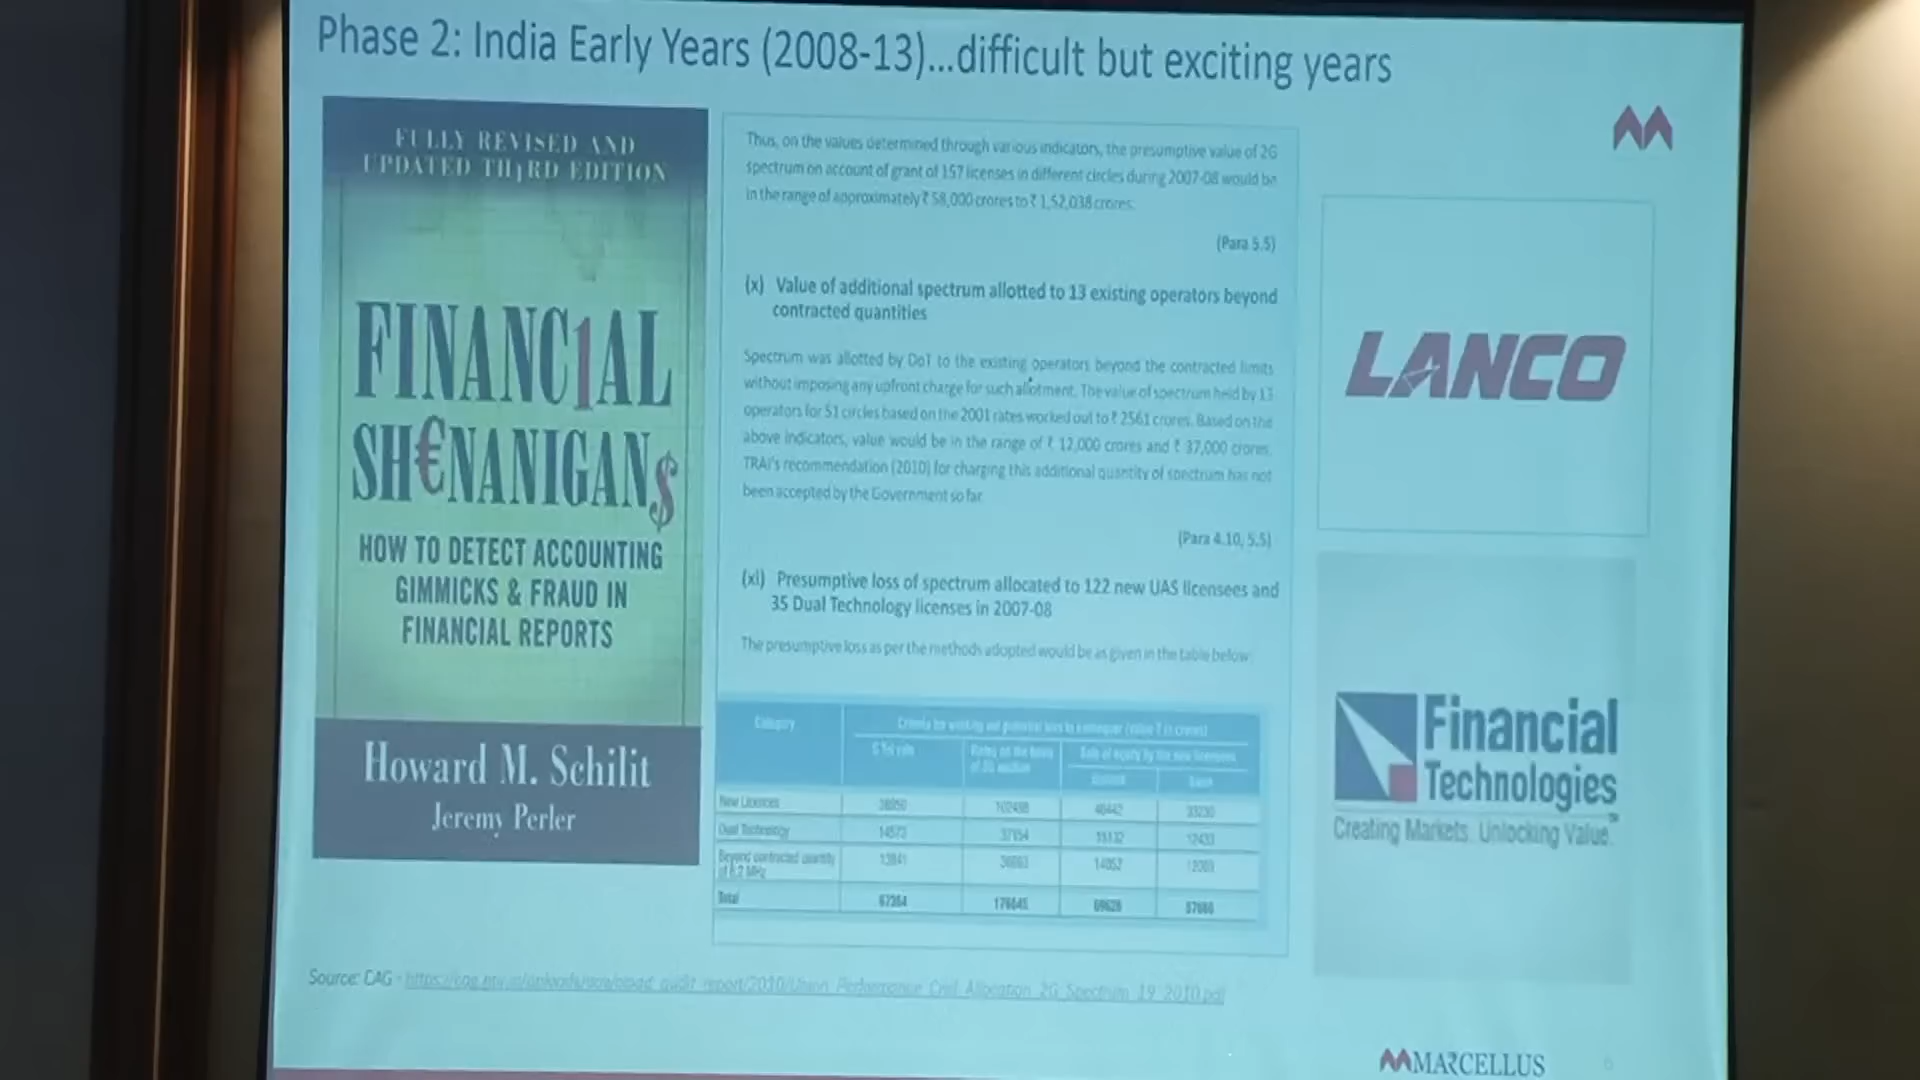 Phase 2: India Early Years (2008-13)...difficult but exciting years
FULLY REVISED AND
UPDATED TH1RD EDITION
FINANC1AL
SH€NANIGAN$
HOW TO DETECT ACCOUNTING
GIMMICKS & FRAUD IN
FINANCIAL REPORTS
Howard M. Schilit
Jeremy Perler
Thus, on the values determined through various indicators, the presumptive value of 2G
spectrum on account of grant of 157 licenses in different circles during 2007-08 would be
in the range of approximately ₹ 58,000 crores to ₹ 1,52,038 crores.
(Para 5.5)
(x) Value of additional spectrum allotted to 13 existing operators beyond
contracted quantities
Spectrum was allotted by DoT to the existing operators beyond the contracted limits
without imposing any upfront charge for such allotment. The value of spectrum held by 13
operators for 51 circles based on the 2001 rates worked out to ₹ 2561 crores. Based on the
above indicators, value would be in the range of ₹ 12,000 crores and ₹ 37,000 crores.
TRAI's recommendation (2010) for charging this additional quantity of spectrum has not
been accepted by the Government so far.
(Para 4.10, 5.5)
(xi) Presumptive loss of spectrum allocated to 122 new UAS licensees and
35 Dual Technology licenses in 2007-08
The presumptive loss as per the methods adopted would be as given in the table below:
Category
New Licences
Dual Technology
Beyond contracted quantity
Total 67364 176645 69626
LANCO
Financial
Technologies™
Creating Markets. Unlocking Value.
Source: CAG -
MARCELLUS
6